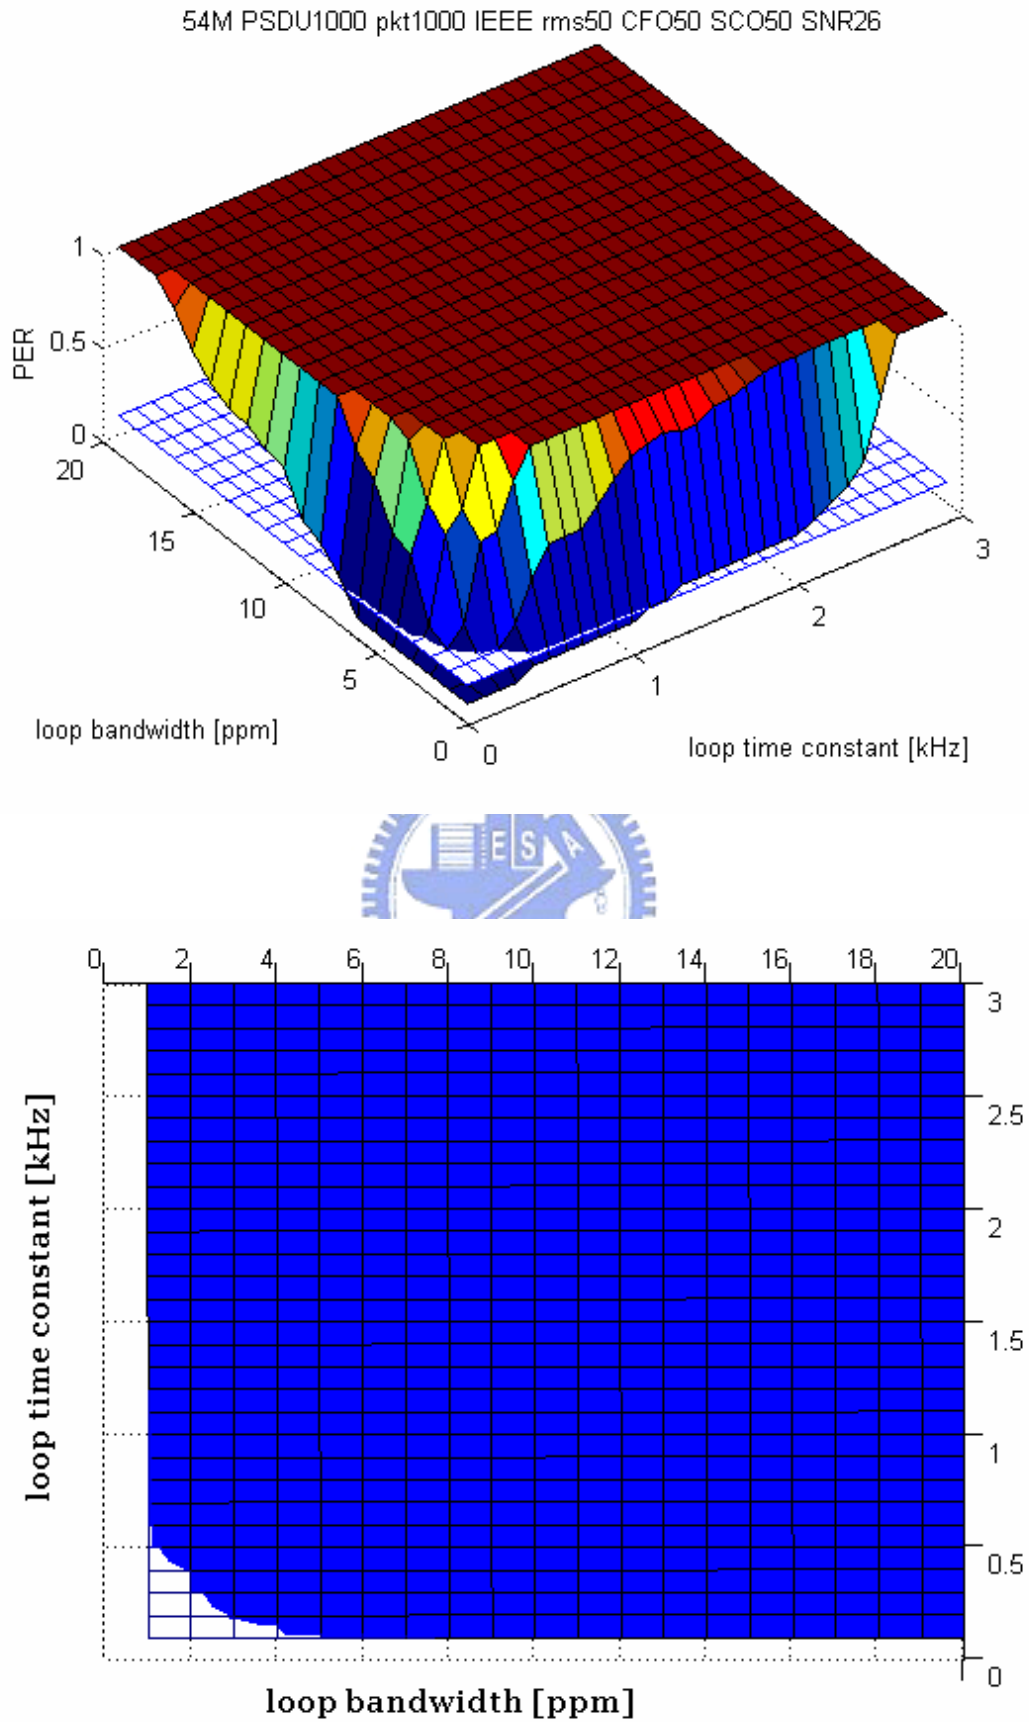 54M PSDU1000 pkt1000 IEEE rms50 CFO50 SCO50 SNR26
1
0.5
0
PER
20
15
10
5
0
loop bandwidth [ppm]
0
1
2
3
loop time constant [kHz]
E S A
0 2 4 6 8 10 12 14 16 18 20
3
2.5
2
1.5
1
0.5
0
loop time constant [kHz]
loop bandwidth [ppm]